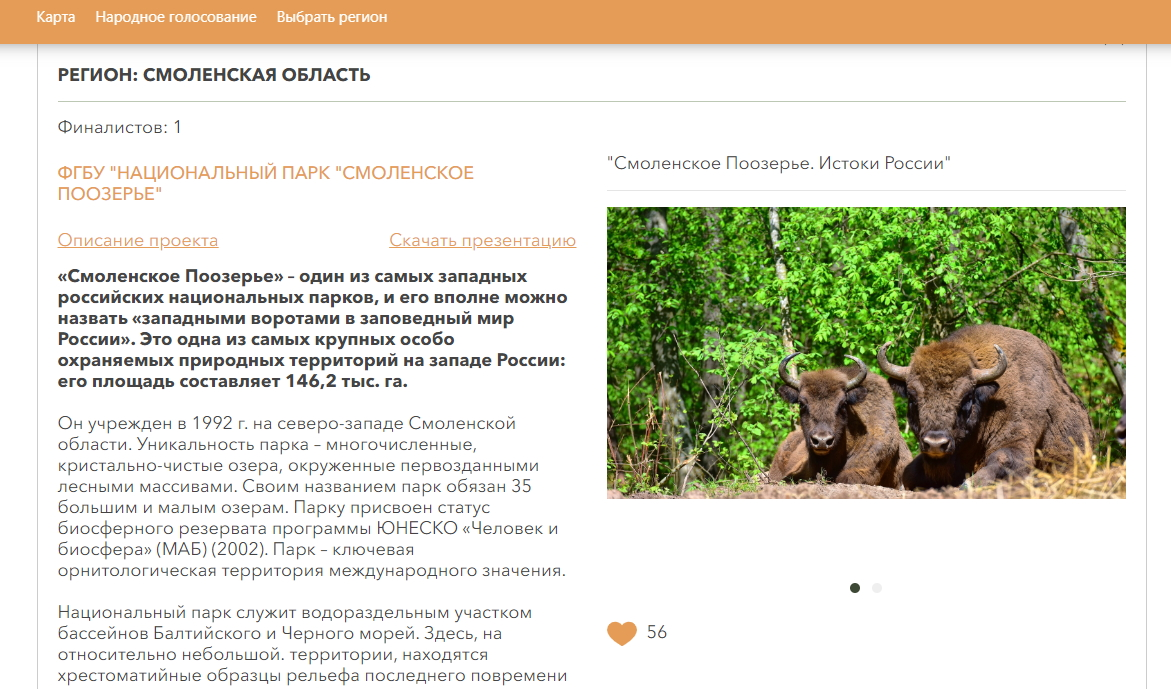 Карта Народное голосование Выбрать регион
РЕГИОН: СМОЛЕНСКАЯ ОБЛАСТЬ
Финалистов: 1
ФГБУ "НАЦИОНАЛЬНЫЙ ПАРК "СМОЛЕНСКОЕ
ПООЗЕРЬЕ"
Описание проекта Скачать презентацию
«Смоленское Поозерье» – один из самых западных
российских национальных парков, и его вполне можно
назвать «западными воротами в заповедный мир
России». Это одна из самых крупных особо
охраняемых природных территорий на западе России:
его площадь составляет 146,2 тыс. га.
Он учрежден в 1992 г. на северо-западе Смоленской
области. Уникальность парка – многочисленные,
кристально-чистые озера, окруженные первозданными
лесными массивами. Своим названием парк обязан 35
большим и малым озерам. Парку присвоен статус
биосферного резервата программы ЮНЕСКО «Человек и
биосфера» (МАБ) (2002). Парк – ключевая
орнитологическая территория международного значения.
Национальный парк служит водораздельным участком
бассейнов Балтийского и Черного морей. Здесь, на
относительно небольшой. территории, находятся
хрестоматийные образцы рельефа последнего повремени
"Смоленское Поозерье. Истоки России"
56